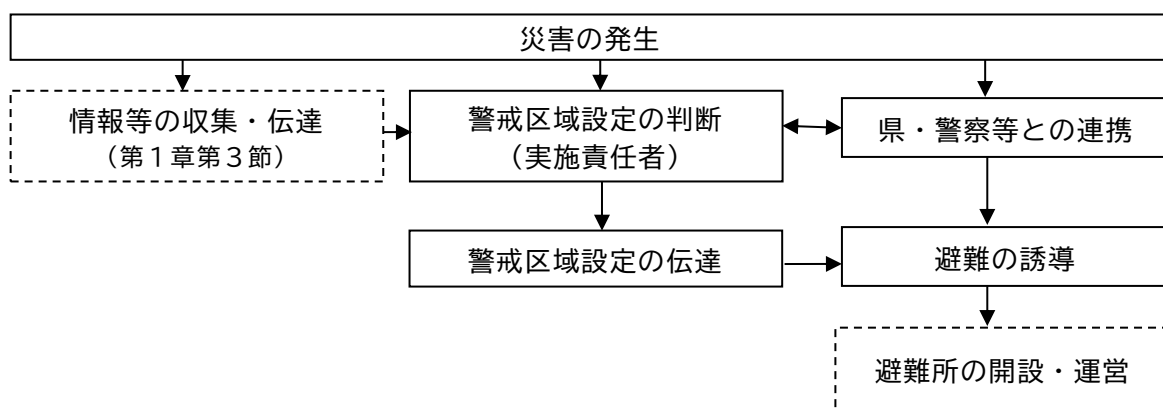 災害の発生
情報等の収集・伝達
（第１章第３節）
警戒区域設定の判断
（実施責任者）
県・警察等との連携
警戒区域設定の伝達
避難の誘導
避難所の開設・運営